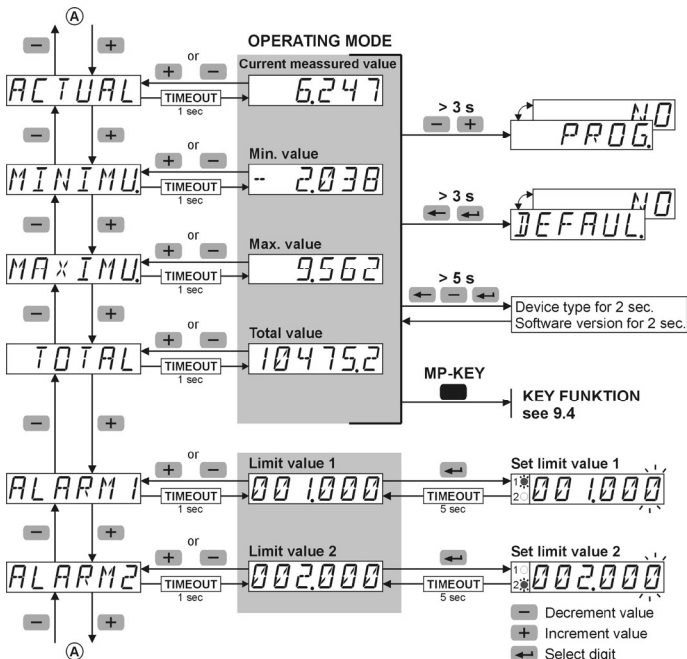 A
OPERATING MODE
or
Current meassured value
ACTUAL
TIMEOUT
1 sec
6.247
> 3 s
NO
PROG.
or
Min. value
MINIMU.
TIMEOUT
1 sec
- 2.038
> 3 s
NO
DEFAUL.
or
Max. value
MAXIMU.
TIMEOUT
1 sec
9.562
> 5 s
Device type for 2 sec.
Software version for 2 sec.
or
Total value
TOTAL
TIMEOUT
1 sec
10475.2
MP-KEY
KEY FUNKTION
see 9.4
or
Limit value 1
Set limit value 1
ALARM1
TIMEOUT
1 sec
001.000
TIMEOUT
5 sec
1
2
001.000
or
Limit value 2
Set limit value 2
ALARM2
TIMEOUT
1 sec
002.000
TIMEOUT
5 sec
1
2
002.000
− Decrement value
+ Increment value
Select digit
A